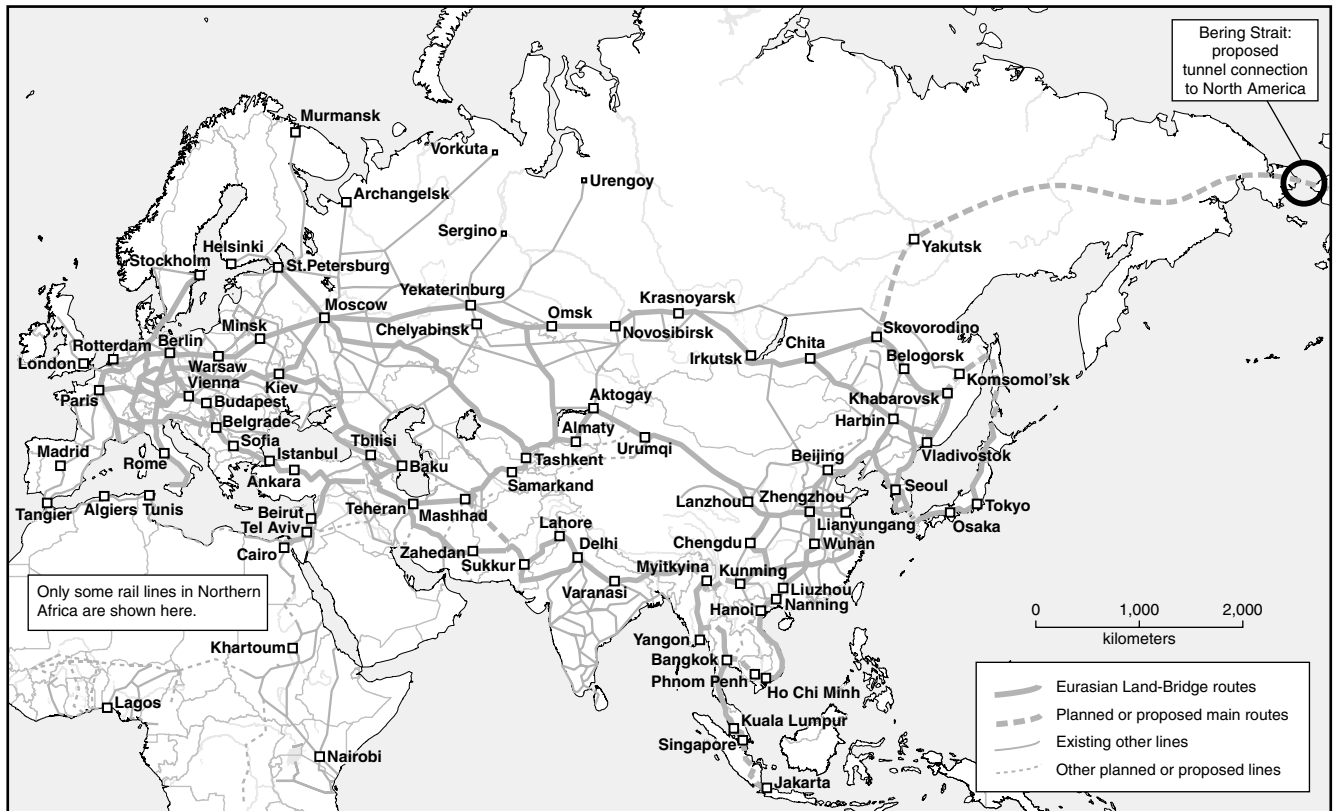 Bering Strait:
proposed
tunnel connection
to North America
Murmansk
Vorkuta
Urengoy
Archangelsk
Sergino
Yakutsk
Helsinki
Stockholm
St.Petersburg
Yekaterinburg
Krasnoyarsk
Moscow
Omsk
Skovorodino
Minsk
Chelyabinsk
Novosibirsk
Chita
Rotterdam
Berlin
Irkutsk
Belogorsk
London
Warsaw
Komsomol'sk
Vienna
Kiev
Paris
Aktogay
Khabarovsk
Budapest
Belgrade
Almaty
Harbin
Sofia
Tbilisi
Urumqi
Madrid
Istanbul
Beijing
Vladivostok
Rome
Baku
Tashkent
Ankara
Samarkand
Seoul
Lanzhou
Zhengzhou
Tangier
Algiers
Tunis
Beirut
Teheran
Mashhad
Tokyo
Tel Aviv
Lahore
Lianyungang
Osaka
Cairo
Zahedan
Delhi
Chengdu
Wuhan
Sukkur
Myitkyina
Kunming
Varanasi
Liuzhou
Nanning
Hanoi
Only some rail lines in Northern
Africa are shown here.
0 1,000 2,000
kilometers
Khartoum
Yangon
Bangkok
Phnom Penh
Ho Chi Minh
Lagos
Kuala Lumpur
Singapore
Nairobi
Jakarta
Eurasian Land-Bridge routes
Planned or proposed main routes
Existing other lines
Other planned or proposed lines